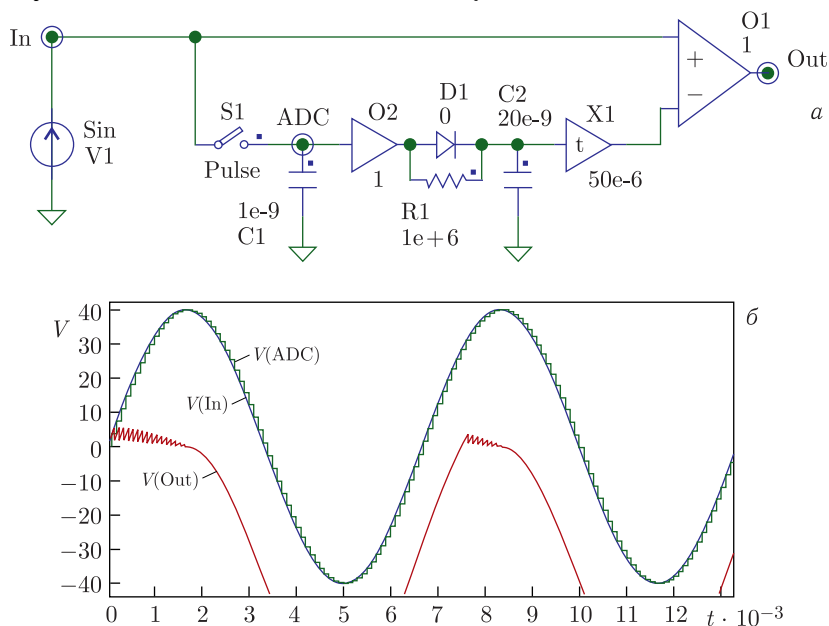 In
Sin
V1
S1
Pulse
ADC
1e-9
C1
O2
1
D1
0
R1
1e+6
C2
20e-9
X1
t
50e-6
O1
1
+
−
Out
а
V
40
30
20
10
0
−10
−20
−30
−40
V(ADC)
V(In)
V(Out)
б
0 1 2 3 4 5 6 7 8 9 10 11 12 t · 10⁻³